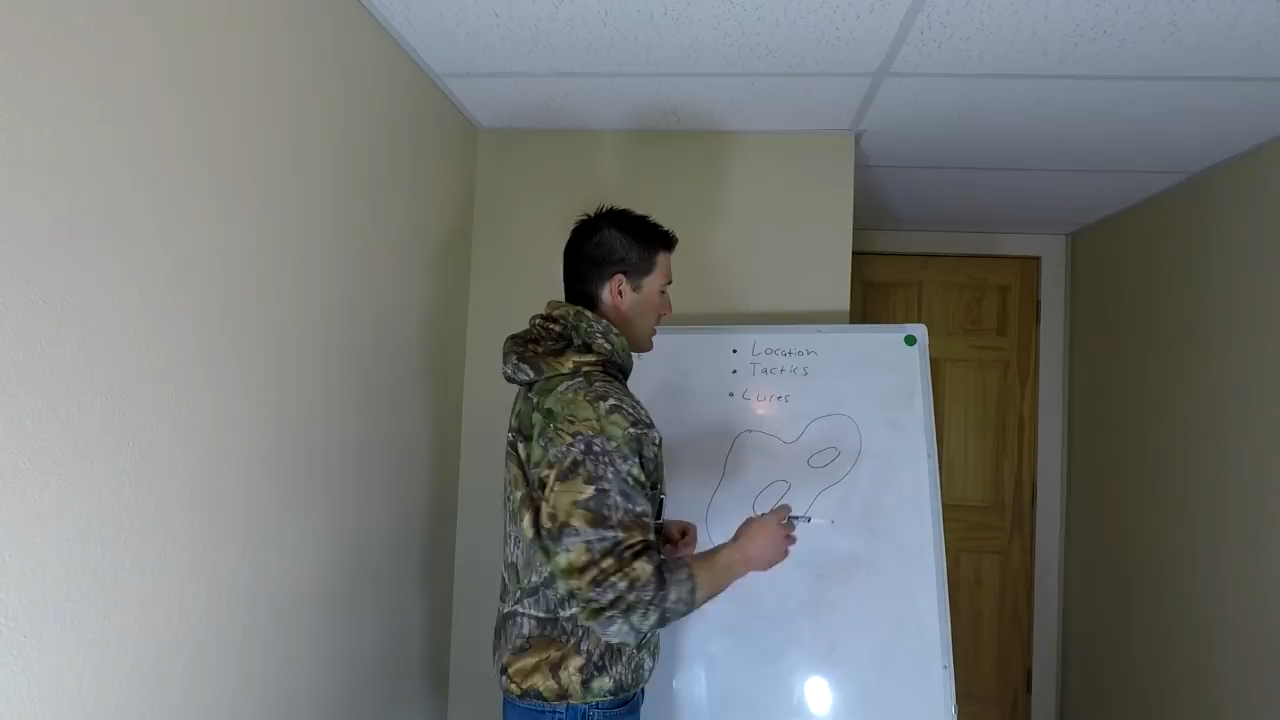 • Location
• Tactics
• Lures